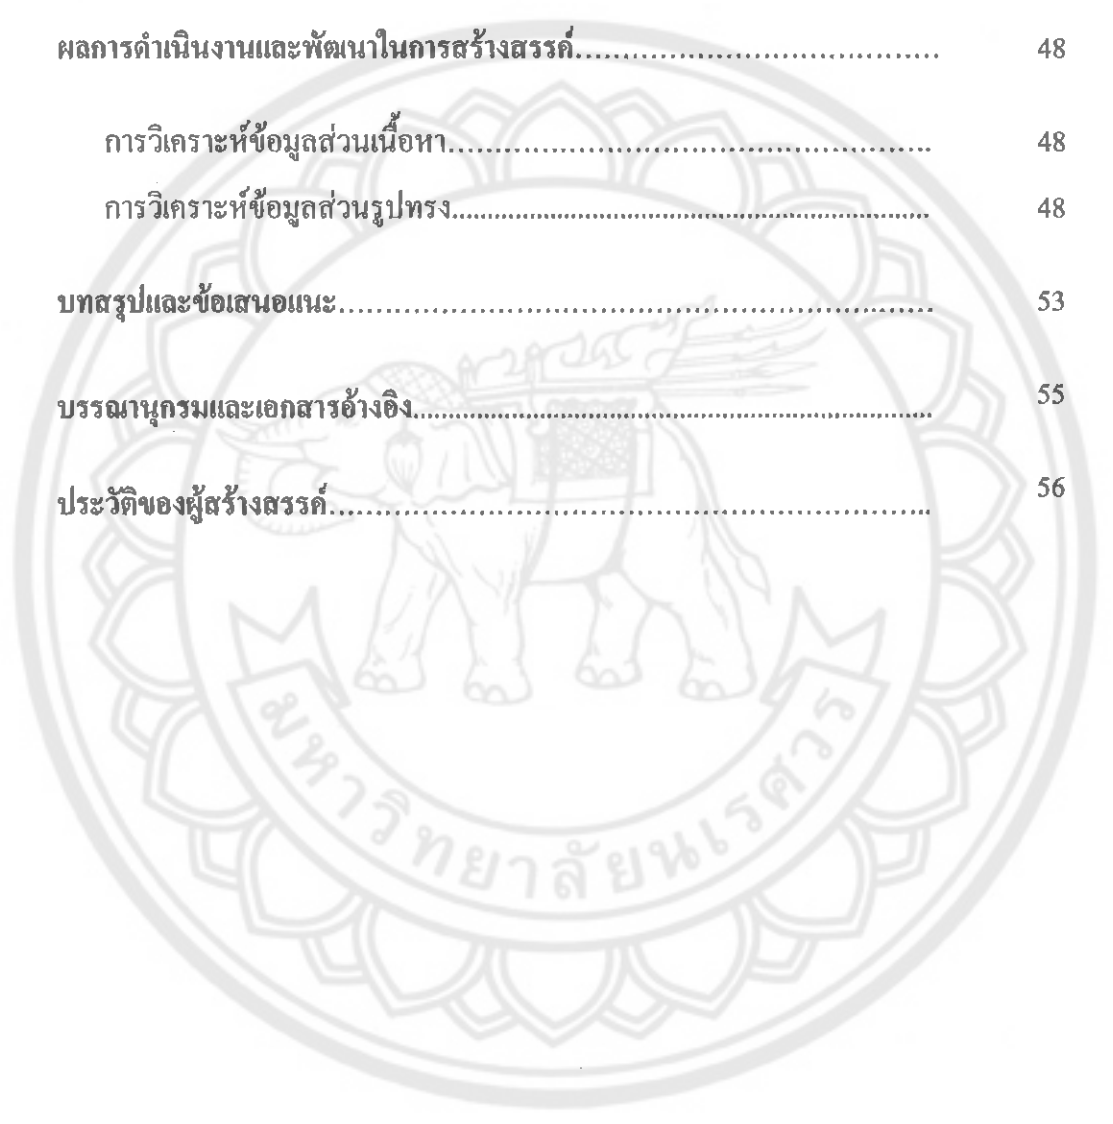 ผลการดำเนินงานและพัฒนาในการสร้างสรรค์.................................... 48
การวิเคราะห์ข้อมูลส่วนเนื้อหา................................................. 48
การวิเคราะห์ข้อมูลส่วนรูปทรง................................................. 48
บทสรุปและข้อเสนอแนะ............................................................ 53
บรรณานุกรมและเอกสารอ้างอิง................................................... 55
ประวัติของผู้สร้างสรรค์............................................................ 56
มหาวิทยาลัยนเรศวร